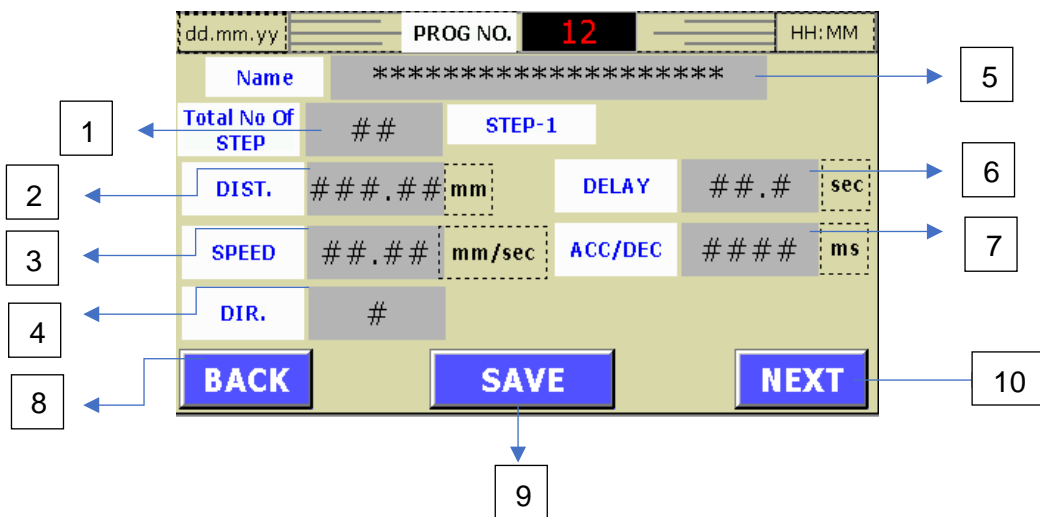 dd.mm.yy PROG NO. 12 HH:MM
Name ******************** 5
1 Total No Of STEP ## STEP-1
2 DIST. ###.## mm DELAY ##.# sec 6
3 SPEED ##.## mm/sec ACC/DEC #### ms 7
4 DIR. #
8 BACK SAVE NEXT 10
9